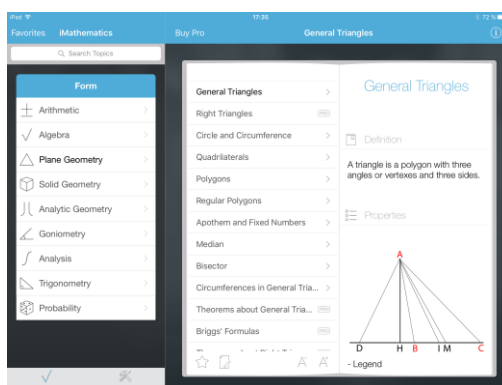 iPad
17:35
72 %
Favorites
iMathematics
Buy Pro
General Triangles
Search Topics
Form
Arithmetic
Algebra
Plane Geometry
Solid Geometry
Analytic Geometry
Goniometry
Analysis
Trigonometry
Probability
General Triangles
Right Triangles PRO
Circle and Circumference
Quadrilaterals
Polygons
Regular Polygons
Apothem and Fixed Numbers
Median
Bisector
Circumferences in General Tria...
Theorems about General Tria... PRO
Briggs' Formulas PRO
A A
General Triangles
Definition
A triangle is a polygon with three
angles or vertexes and three sides.
Properties
A
D H B I M C
- Legend